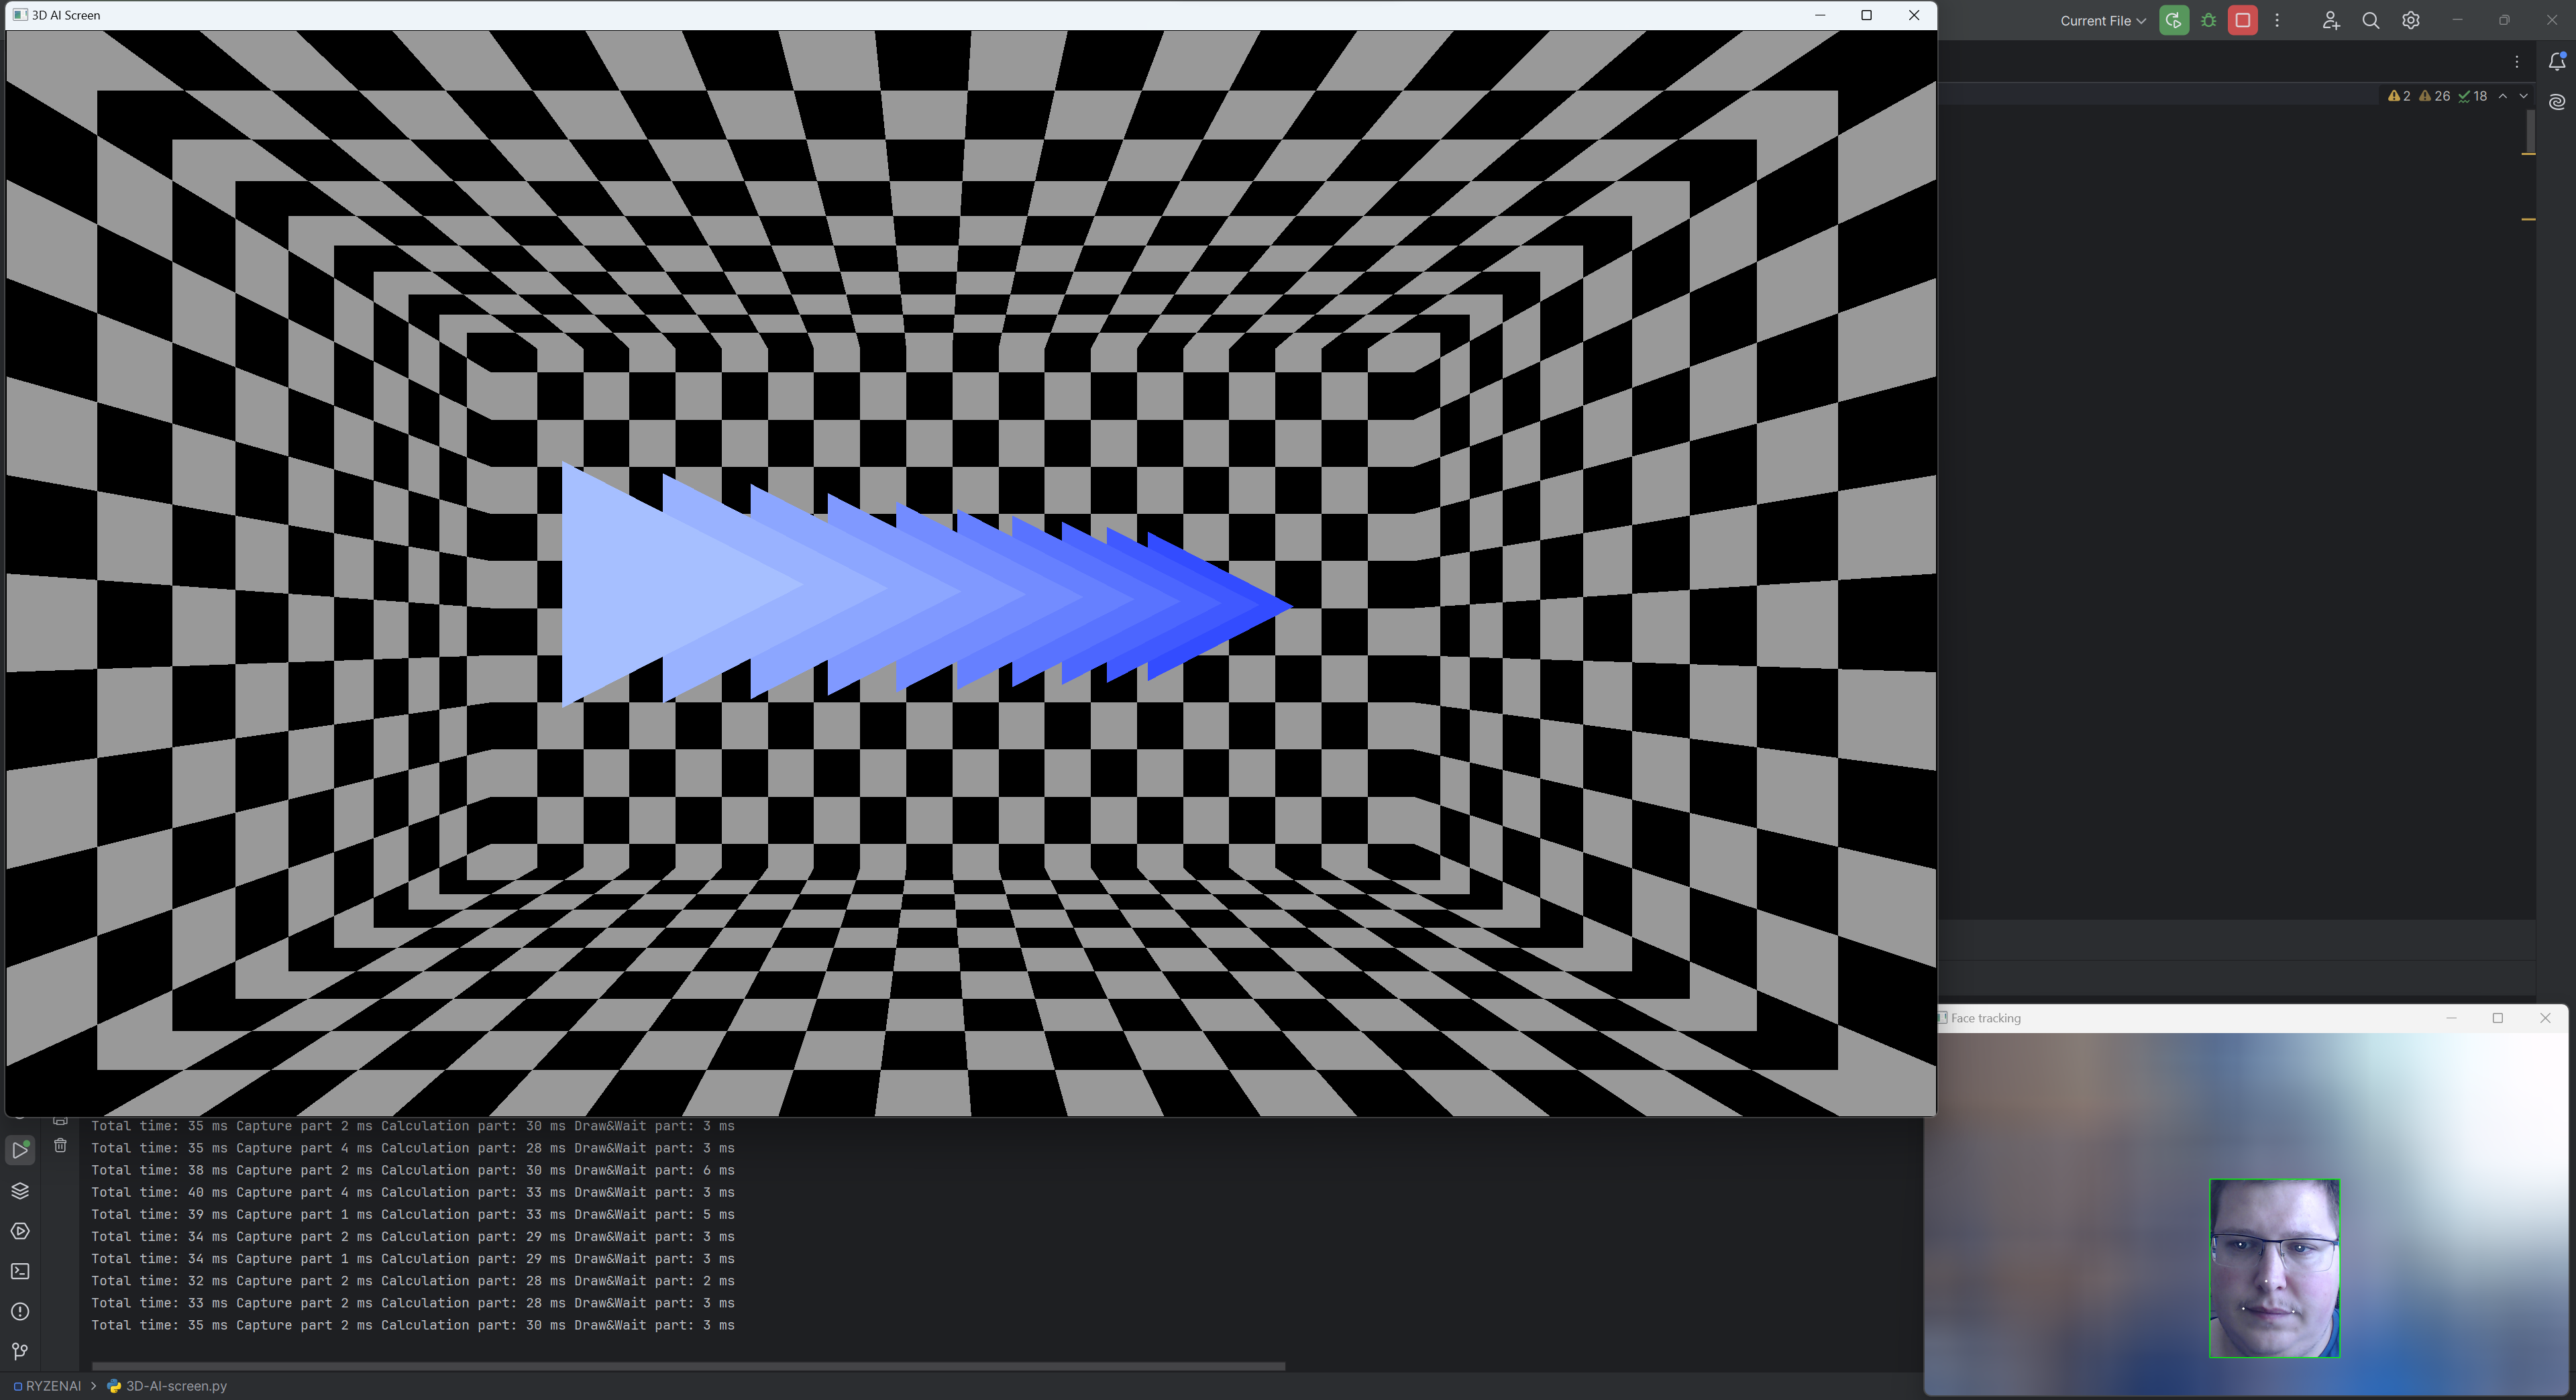 3D AI Screen
Current File
2 26 18
Face tracking
Total time: 35 ms Capture part 2 ms Calculation part: 30 ms Draw&Wait part: 3 ms
Total time: 35 ms Capture part 4 ms Calculation part: 28 ms Draw&Wait part: 3 ms
Total time: 38 ms Capture part 2 ms Calculation part: 30 ms Draw&Wait part: 6 ms
Total time: 40 ms Capture part 4 ms Calculation part: 33 ms Draw&Wait part: 3 ms
Total time: 39 ms Capture part 1 ms Calculation part: 33 ms Draw&Wait part: 5 ms
Total time: 34 ms Capture part 2 ms Calculation part: 29 ms Draw&Wait part: 3 ms
Total time: 34 ms Capture part 1 ms Calculation part: 29 ms Draw&Wait part: 3 ms
Total time: 32 ms Capture part 2 ms Calculation part: 28 ms Draw&Wait part: 2 ms
Total time: 33 ms Capture part 2 ms Calculation part: 28 ms Draw&Wait part: 3 ms
Total time: 35 ms Capture part 2 ms Calculation part: 30 ms Draw&Wait part: 3 ms
RYZENAI > 3D-AI-screen.py